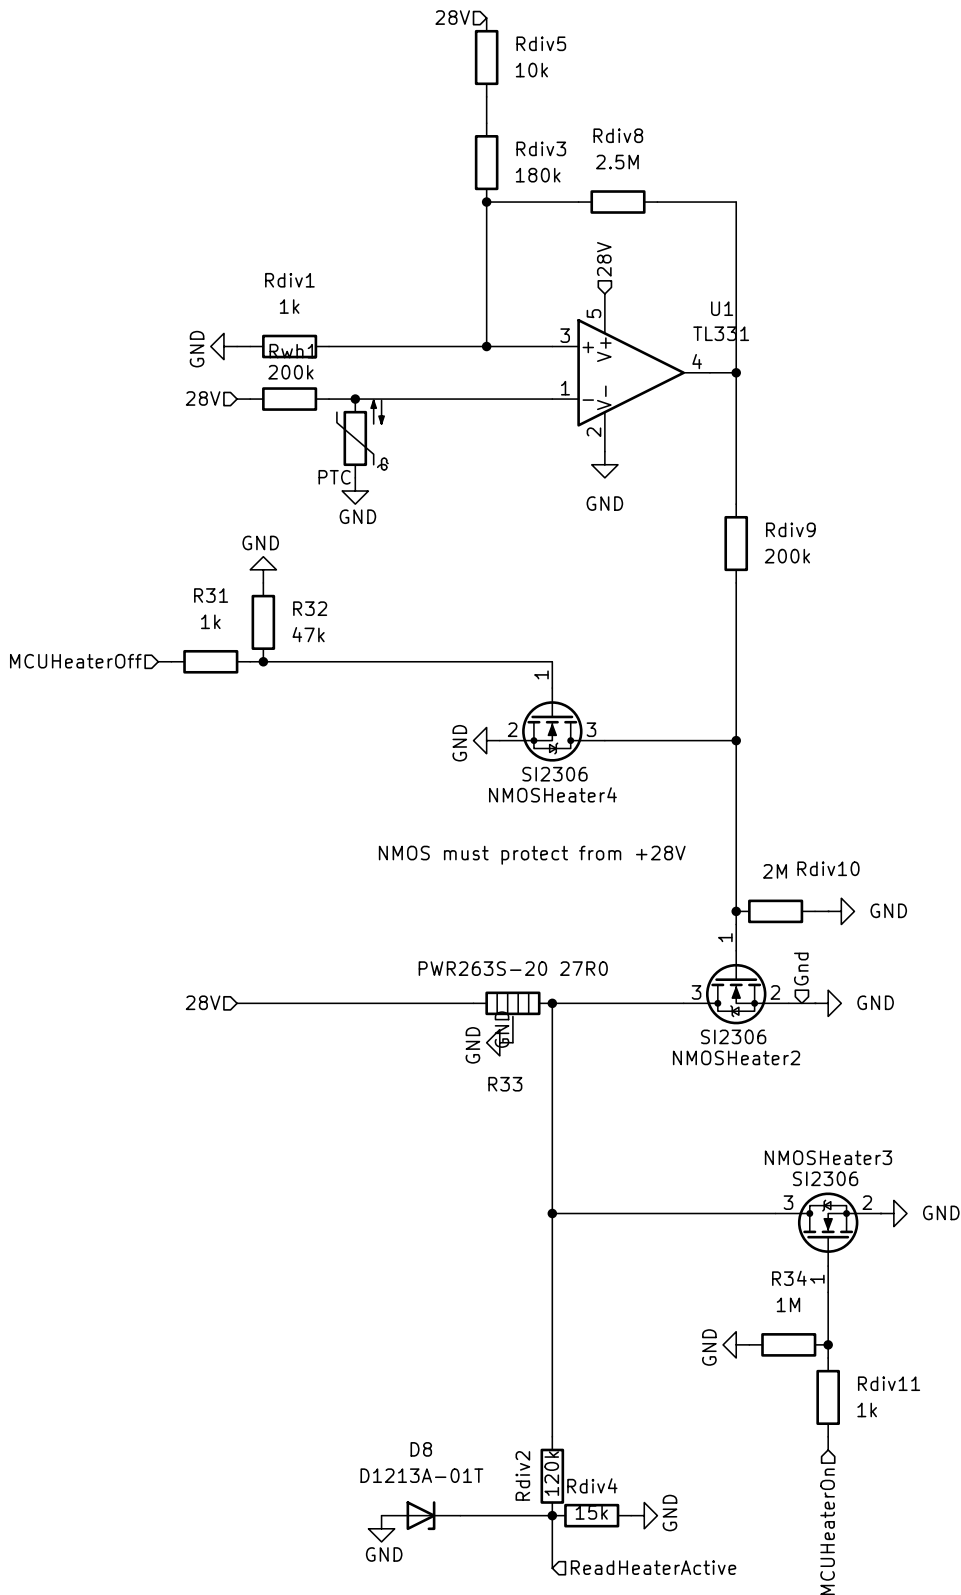 28V
Rdiv5
10k
Rdiv3
180k
Rdiv8
2.5M
28V
Rdiv1
1k
GND
Rwh1
200k
28V
PTC
GND
U1
TL331
3
1
5
2
4
+
−
V+
V−
GND
Rdiv9
200k
GND
R31
1k
R32
47k
MCUHeaterOff
1
GND
2
3
SI2306
NMOSHeater4
NMOS must protect from +28V
2M Rdiv10
GND
1
PWR263S-20 27R0
28V
3
2
Gnd
GND
SI2306
NMOSHeater2
GND
GND
R33
NMOSHeater3
SI2306
3
2
GND
R34
1M
1
GND
Rdiv11
1k
MCUHeaterOn
D8
D1213A-01T
Rdiv2
120k
Rdiv4
15k
GND
GND
ReadHeaterActive